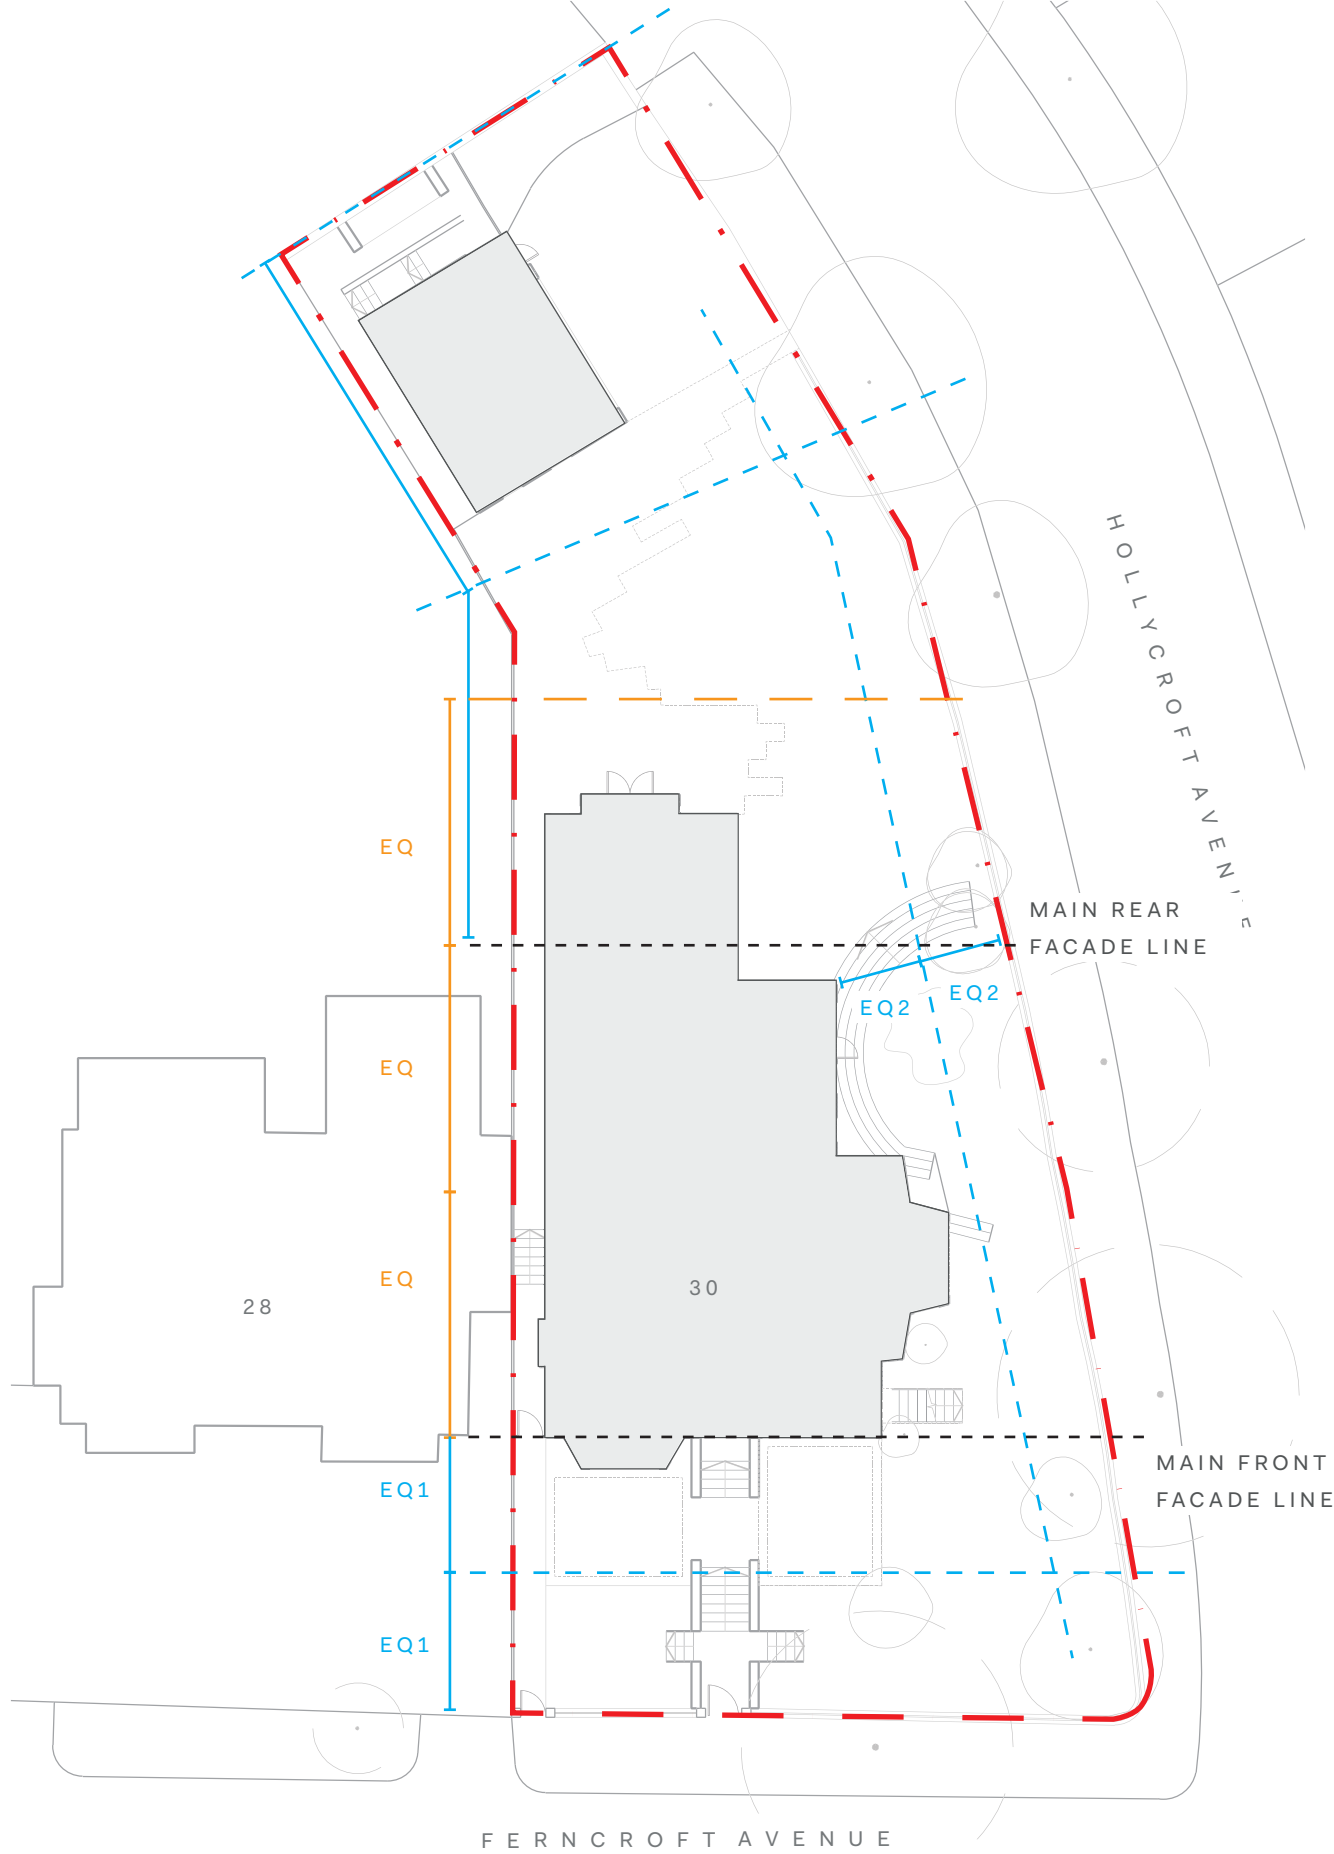 HOLLYCROFT AVENUE
EQ
MAIN REAR
FACADE LINE
EQ2
EQ2
EQ
EQ
30
28
MAIN FRONT
FACADE LINE
EQ1
EQ1
FERNCROFT AVENUE